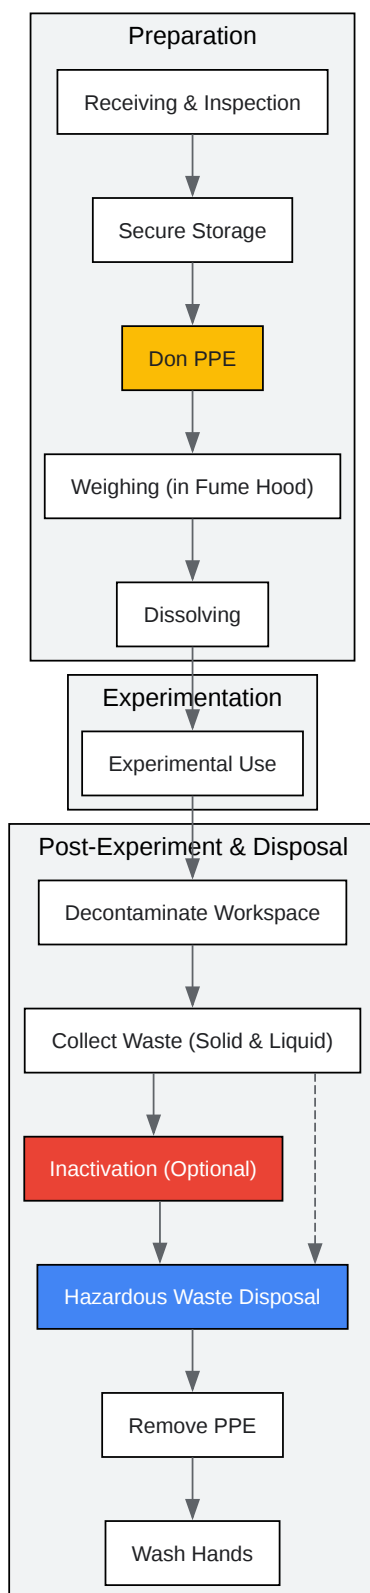 Preparation
Receiving & Inspection
Secure Storage
Don PPE
Weighing (in Fume Hood)
Dissolving
Experimentation
Experimental Use
Post-Experiment & Disposal
Decontaminate Workspace
Collect Waste (Solid & Liquid)
Inactivation (Optional)
Hazardous Waste Disposal
Remove PPE
Wash Hands